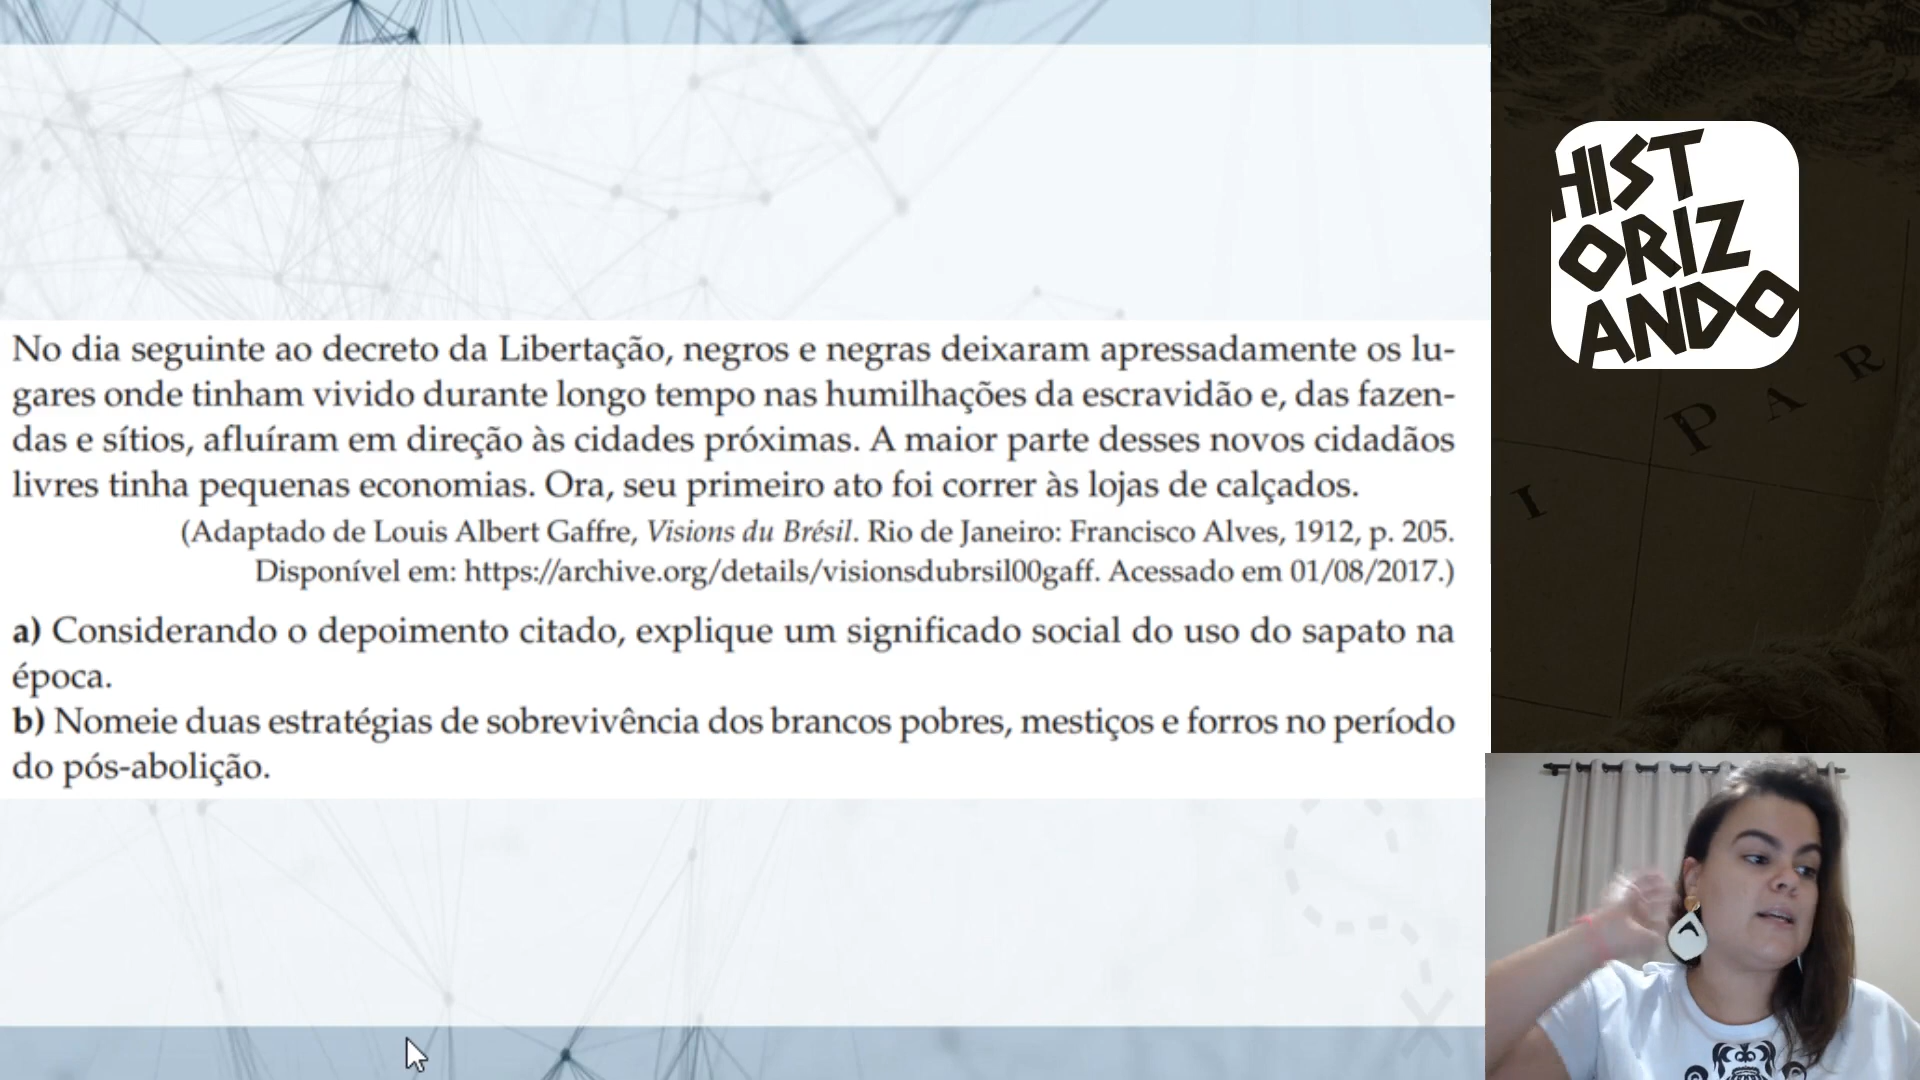 No dia seguinte ao decreto da Libertação, negros e negras deixaram apressadamente os lu-
gares onde tinham vivido durante longo tempo nas humilhações da escravidão e, das fazen-
das e sítios, afluíram em direção às cidades próximas. A maior parte desses novos cidadãos
livres tinha pequenas economias. Ora, seu primeiro ato foi correr às lojas de calçados.
(Adaptado de Louis Albert Gaffre, Visions du Brésil. Rio de Janeiro: Francisco Alves, 1912, p. 205.
Disponível em: https://archive.org/details/visionsdubrsil00gaff. Acessado em 01/08/2017.)
a) Considerando o depoimento citado, explique um significado social do uso do sapato na
época.
b) Nomeie duas estratégias de sobrevivência dos brancos pobres, mestiços e forros no período
do pós-abolição.
HIST
ORIZ
ANDO
I P A R